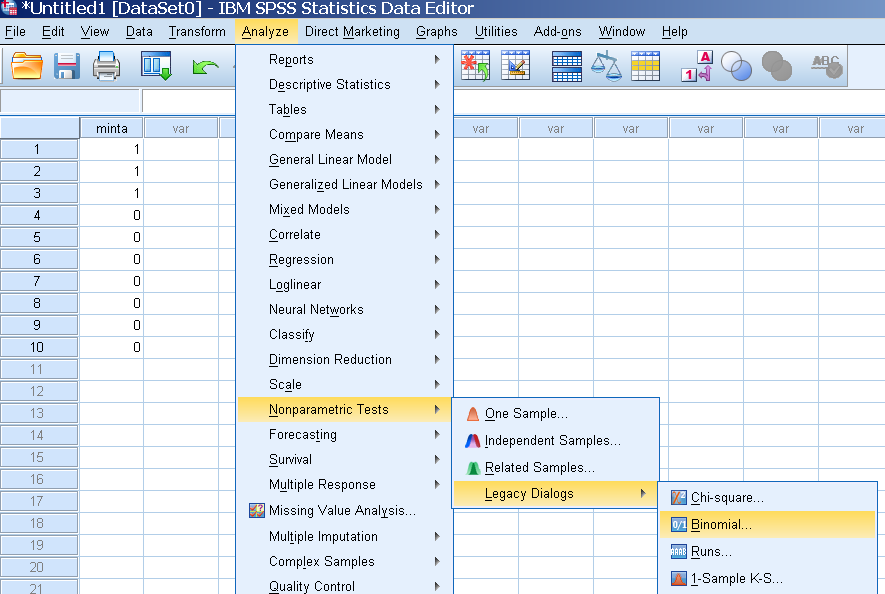 *Untitled1 [DataSet0] - IBM SPSS Statistics Data Editor
File Edit View Data Transform Analyze Direct Marketing Graphs Utilities Add-ons Window Help
1 A
ABC
minta var var var var var var var
1 1
2 1
3 1
4 0
5 0
6 0
7 0
8 0
9 0
10 0
11
12
13
14
15
16
17
18
19
20
21
Reports
Descriptive Statistics
Tables
Compare Means
General Linear Model
Generalized Linear Models
Mixed Models
Correlate
Regression
Loglinear
Neural Networks
Classify
Dimension Reduction
Scale
Nonparametric Tests
Forecasting
Survival
Multiple Response
Missing Value Analysis...
Multiple Imputation
Complex Samples
Quality Control
One Sample...
Independent Samples...
Related Samples...
Legacy Dialogs
Chi-square...
0/1 Binomial...
AAAB Runs...
1-Sample K-S...